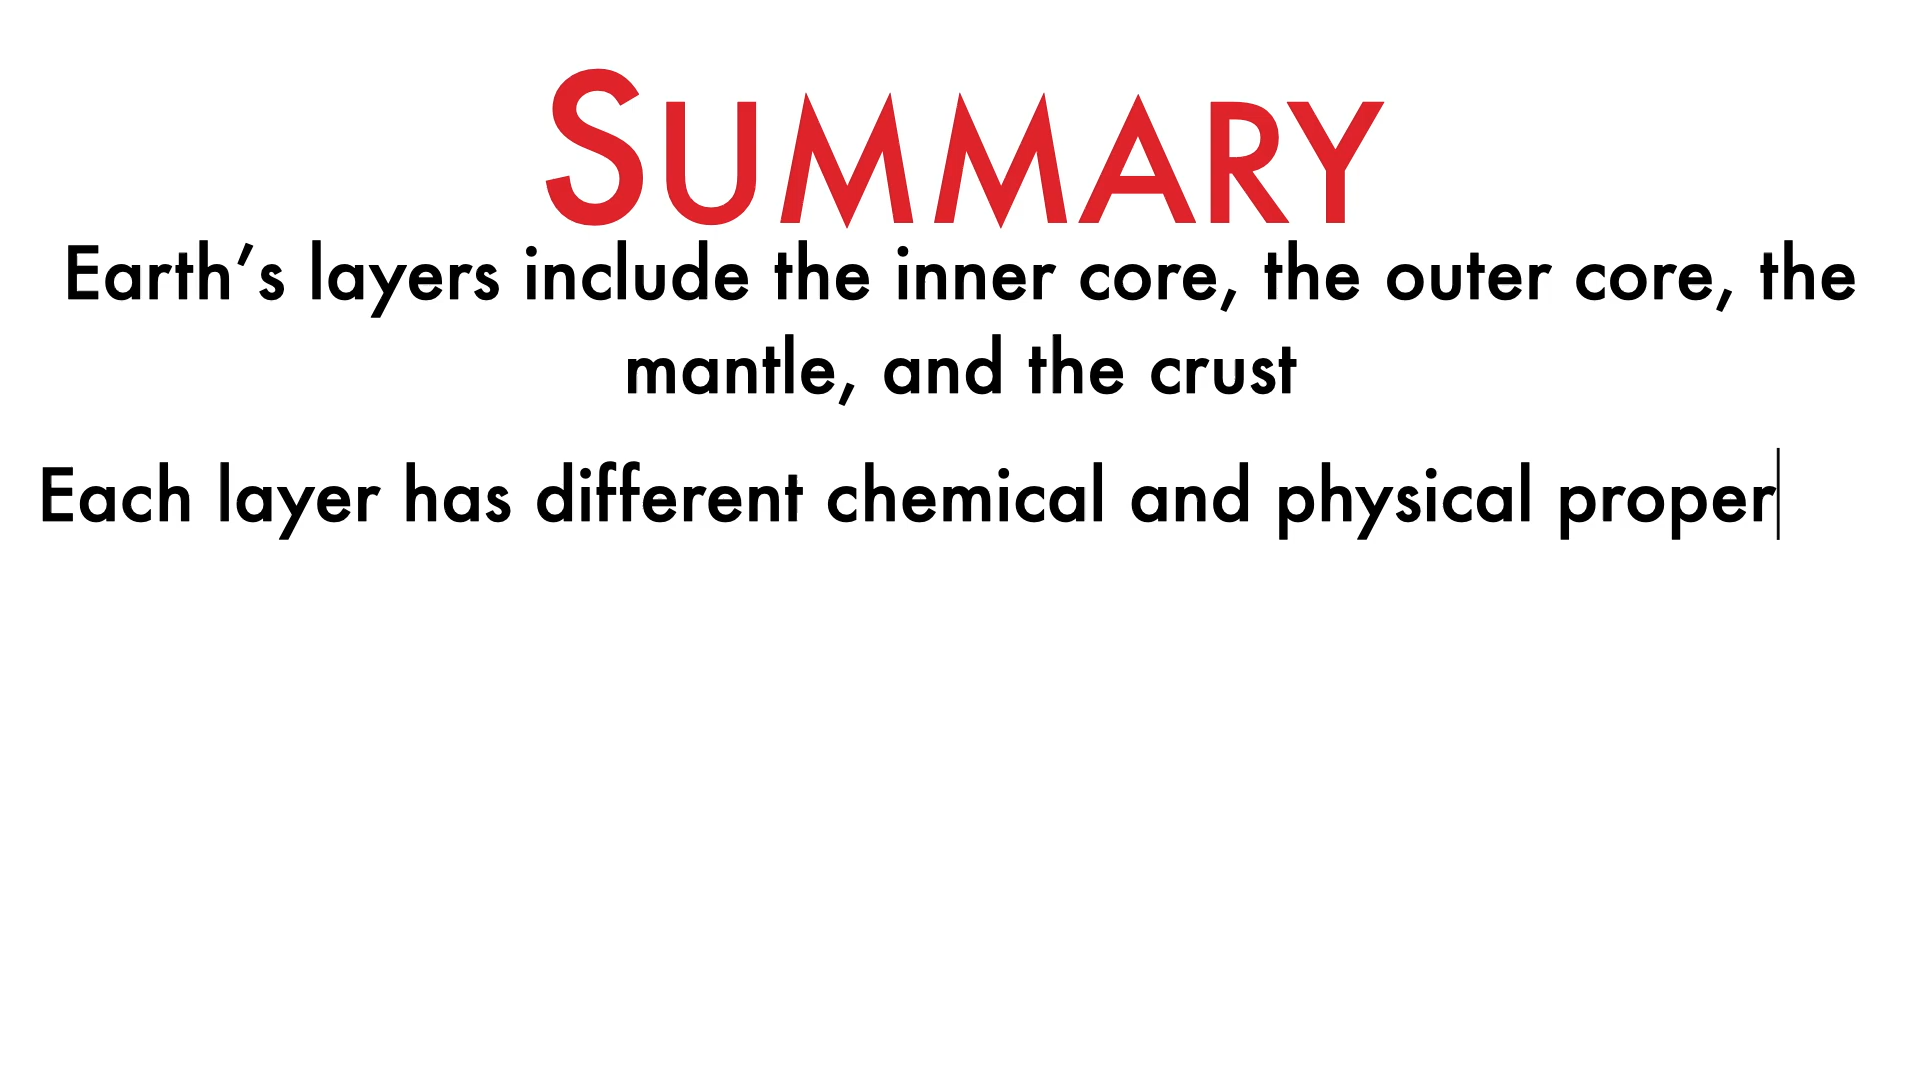 SUMMARY
Earth’s layers include the inner core, the outer core, the
mantle, and the crust
Each layer has different chemical and physical proper